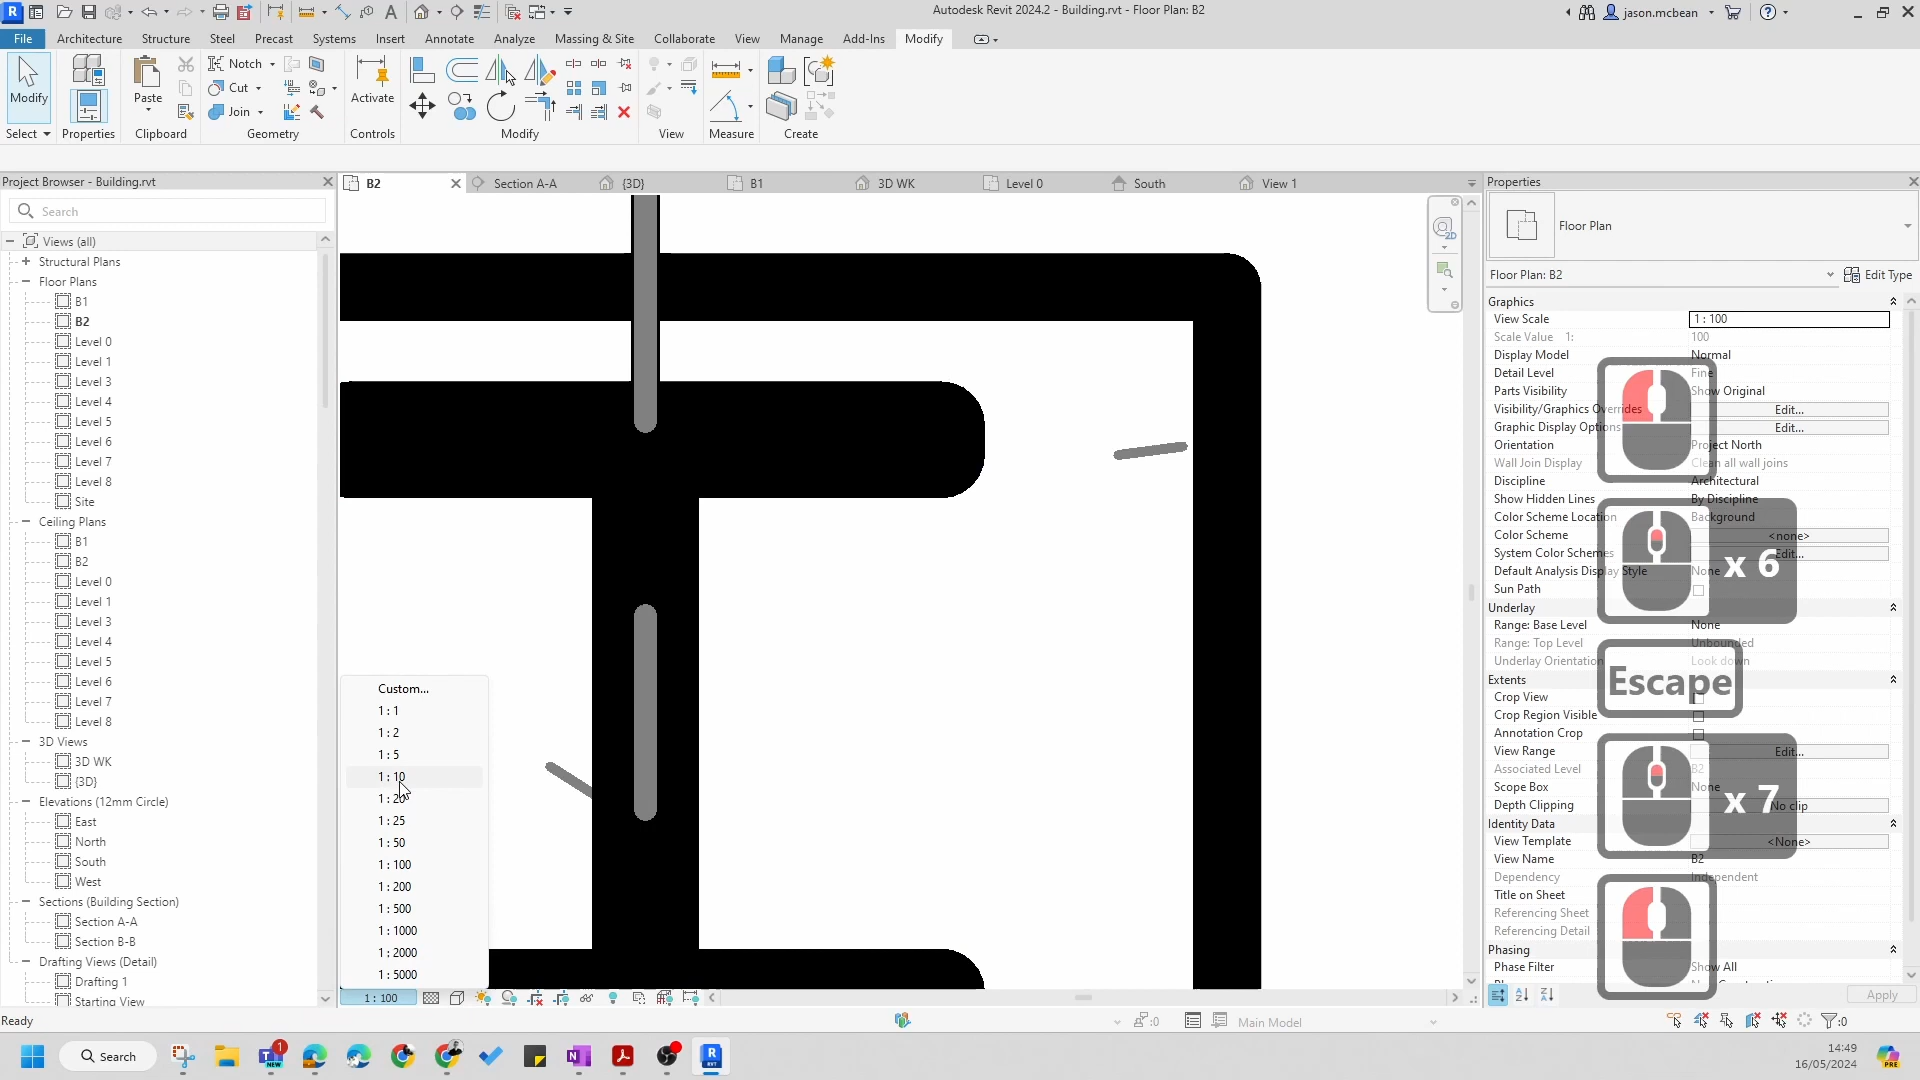 Autodesk Revit 2024.2 - Building.rvt - Floor Plan: B2
jason.mcbean
File Architecture Structure Steel Precast Systems Insert Annotate Analyze Massing & Site Collaborate View Manage Add-Ins Modify
Modify
Paste
Notch
Cut
Join
Activate
Select Properties Clipboard Geometry Controls Modify View Measure Create
Project Browser - Building.rvt
B2 Section A-A {3D} B1 3D WK Level 0 South View 1
Properties
Search
Views (all)
Structural Plans
Floor Plans
B1
B2
Level 0
Level 1
Level 3
Level 4
Level 5
Level 6
Level 7
Level 8
Site
Ceiling Plans
B1
B2
Level 0
Level 1
Level 3
Level 4
Level 5
Level 6
Level 7
Level 8
3D Views
3D WK
{3D}
Elevations (12mm Circle)
East
North
South
West
Sections (Building Section)
Section A-A
Section B-B
Drafting Views (Detail)
Drafting 1
Starting View
Custom...
1 : 1
1 : 2
1 : 5
1 : 10
1 : 20
1 : 25
1 : 50
1 : 100
1 : 200
1 : 500
1 : 1000
1 : 2000
1 : 5000
1 : 100
2D
Floor Plan
Floor Plan: B2 Edit Type
Graphics
View Scale 1 : 100
Scale Value 1: 100
Display Model Normal
Detail Level Fine
Parts Visibility Show Original
Visibility/Graphics Overrides Edit...
Graphic Display Options Edit...
Orientation Project North
Wall Join Display Clean all wall joins
Discipline Architectural
Show Hidden Lines By Discipline
Color Scheme Location Background
Color Scheme <none>
System Color Schemes Edit...
Default Analysis Display Style None
Sun Path
Underlay
Range: Base Level None
Range: Top Level Unbounded
Underlay Orientation Look down
Extents
Crop View
Crop Region Visible
Annotation Crop
View Range Edit...
Associated Level B2
Scope Box None
Depth Clipping No clip
Identity Data
View Template <None>
View Name B2
Dependency Independent
Title on Sheet
Referencing Sheet
Referencing Detail
Phasing
Phase Filter Show All
x 6
Escape
x 7
Apply
Ready
:0
Main Model
:0
Search
1
NEW
14:49
16/05/2024
PRE